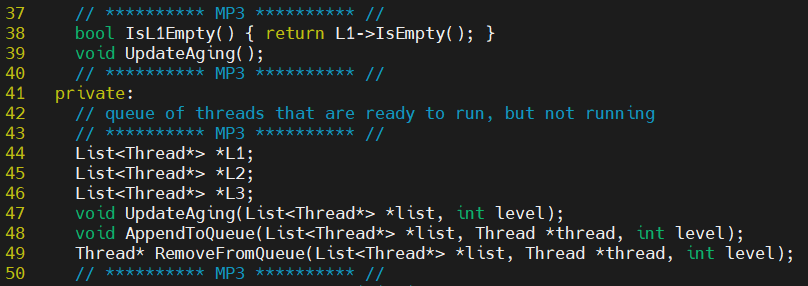 37 // ********** MP3 ********** //
38 bool IsL1Empty() { return L1->IsEmpty(); }
39 void UpdateAging();
40 // ********** MP3 ********** //
41 private:
42 // queue of threads that are ready to run, but not running
43 // ********** MP3 ********** //
44 List<Thread*> *L1;
45 List<Thread*> *L2;
46 List<Thread*> *L3;
47 void UpdateAging(List<Thread*> *list, int level);
48 void AppendToQueue(List<Thread*> *list, Thread *thread, int level);
49 Thread* RemoveFromQueue(List<Thread*> *list, Thread *thread, int level);
50 // ********** MP3 ********** //